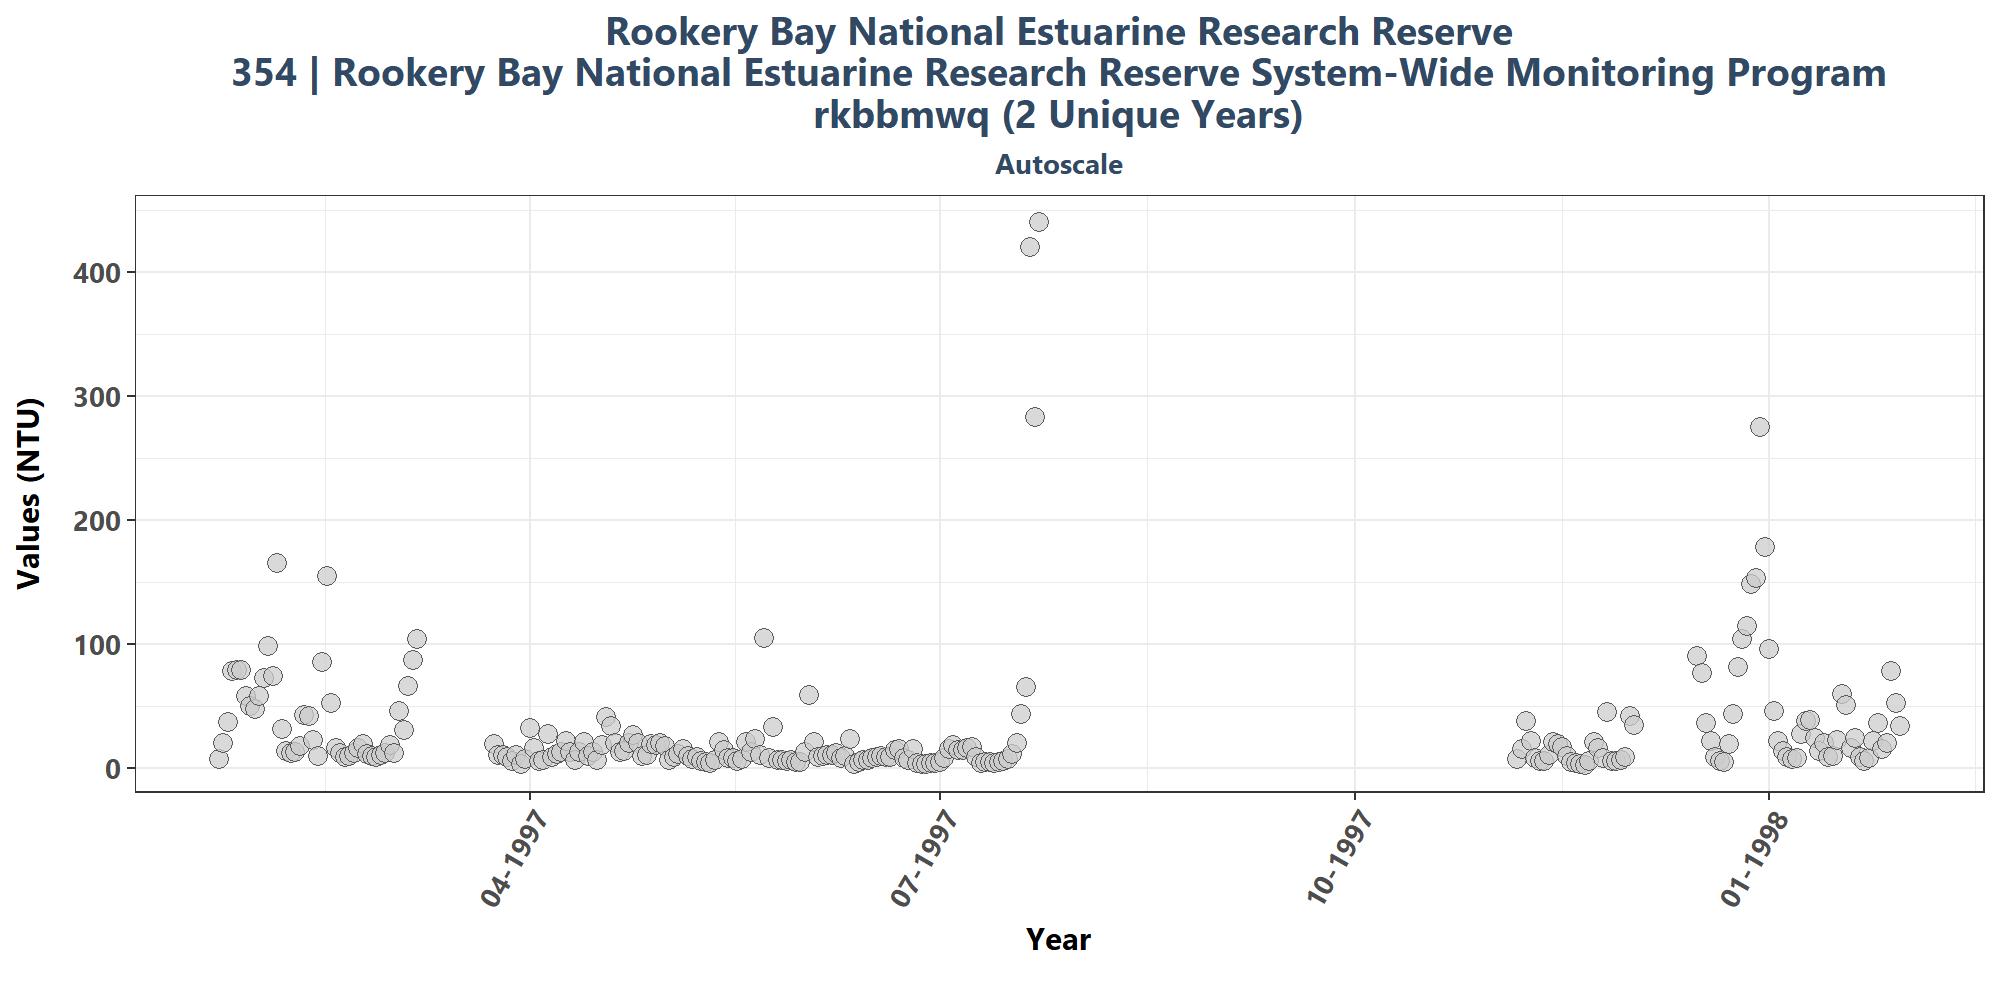 Rookery Bay National Estuarine Research Reserve
354 | Rookery Bay National Estuarine Research Reserve System-Wide Monitoring Program
rkbbmwq (2 Unique Years)
Autoscale
Values (NTU)
400
300
200
100
0
04-1997
07-1997
10-1997
01-1998
Year